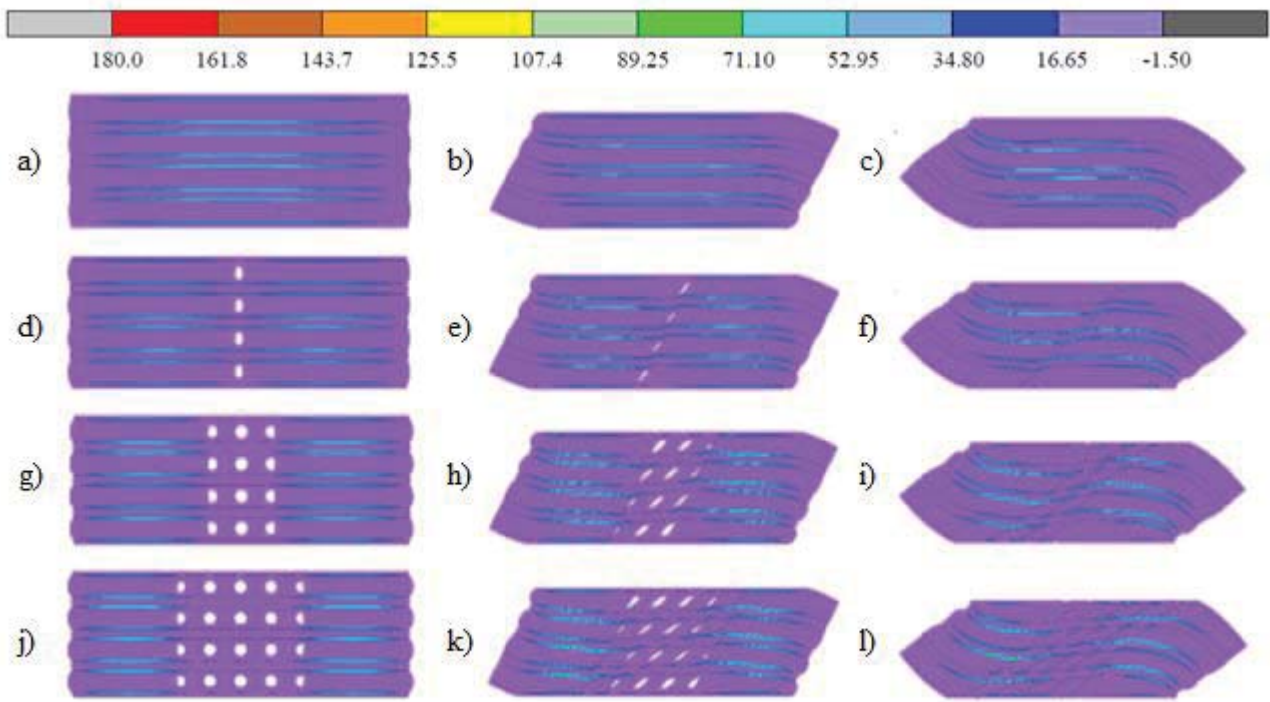 180.0 161.8 143.7 125.5 107.4 89.25 71.10 52.95 34.80 16.65 -1.50
a) b) c)
d) e) f)
g) h) i)
j) k) l)